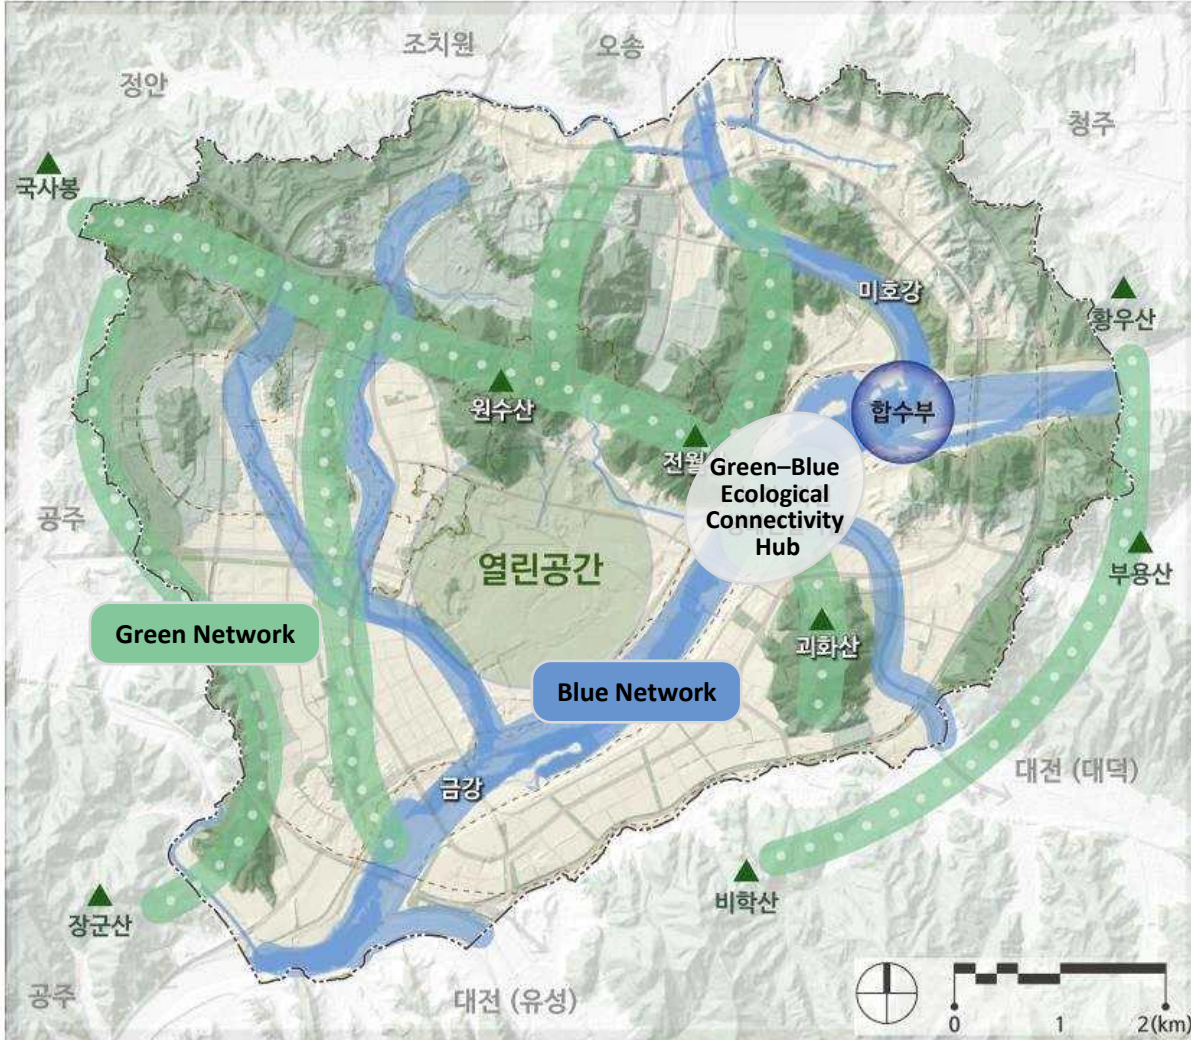 조치원
오송
정안
청주
국사봉
미호강
황우산
원수산
합수부
전월
Green–Blue
Ecological
Connectivity
Hub
공주
열린공간
부용산
Green Network
괴화산
Blue Network
대전 (대덕)
금강
비학산
장군산
공주
대전 (유성)
0
1
2(km)